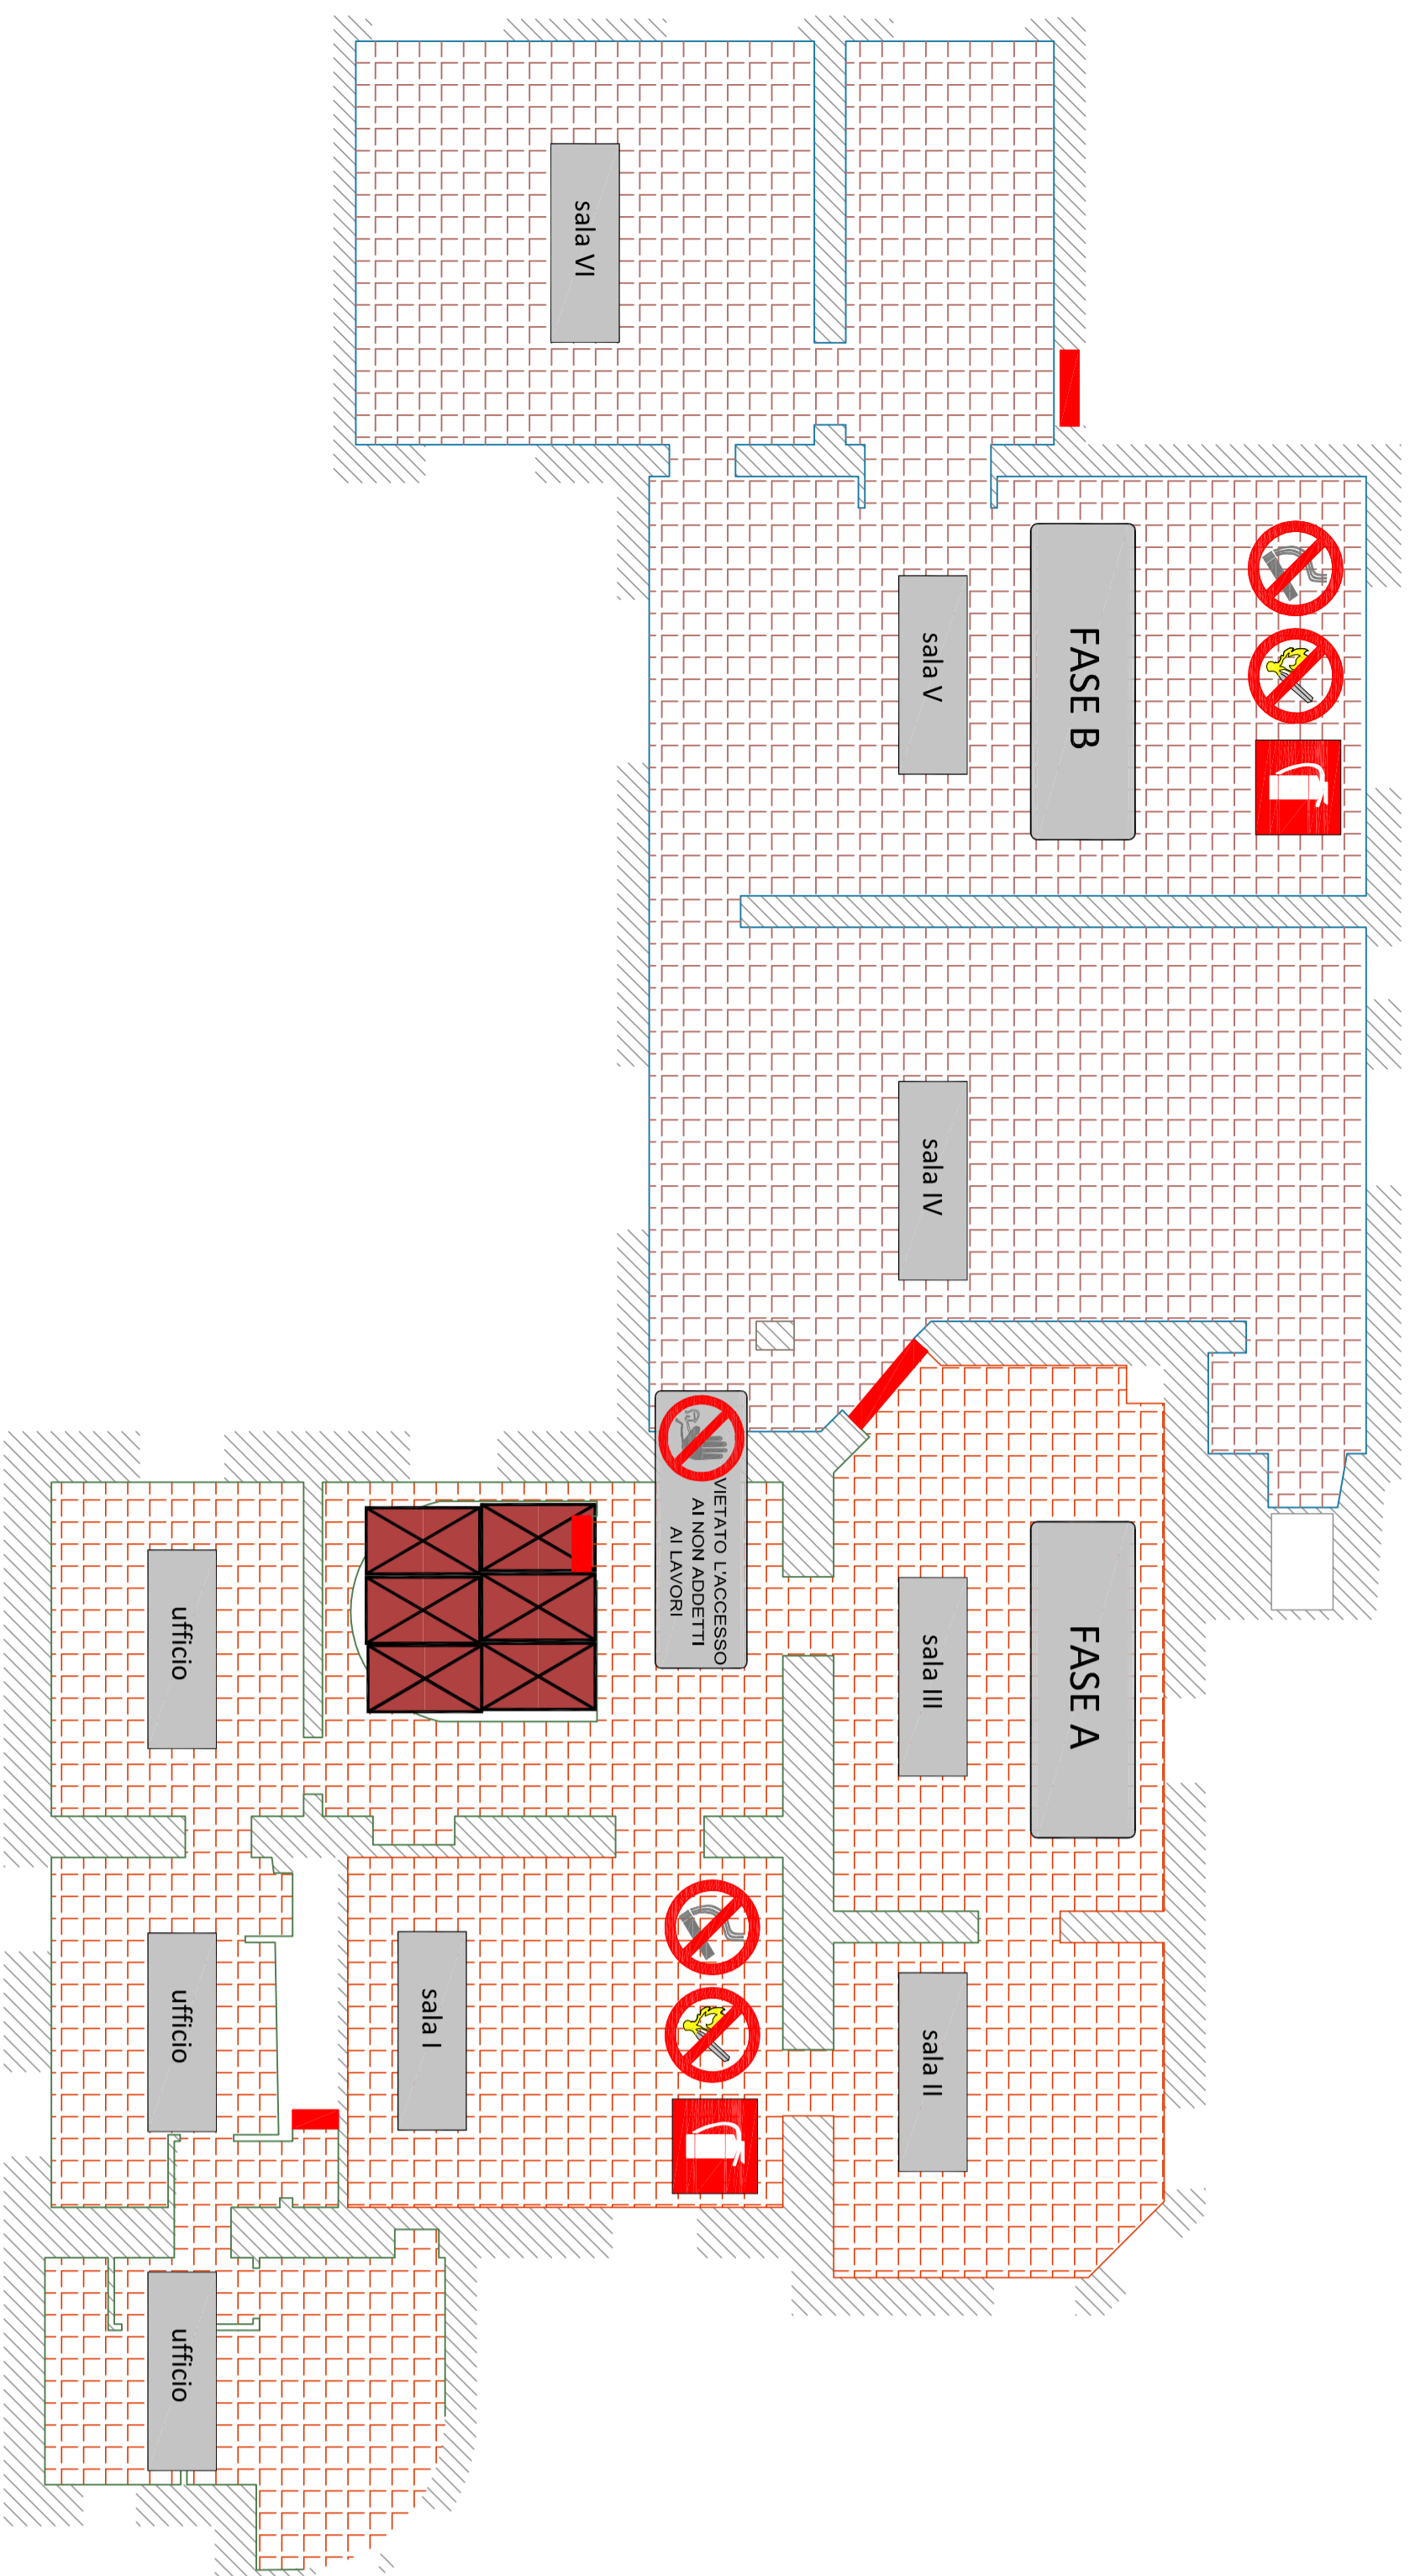 sala VI
FASE B
sala V
sala IV
VIETATO L'ACCESSO
AI NON ADDETTI
AI LAVORI
FASE A
sala III
ufficio
sala I
sala II
ufficio
ufficio